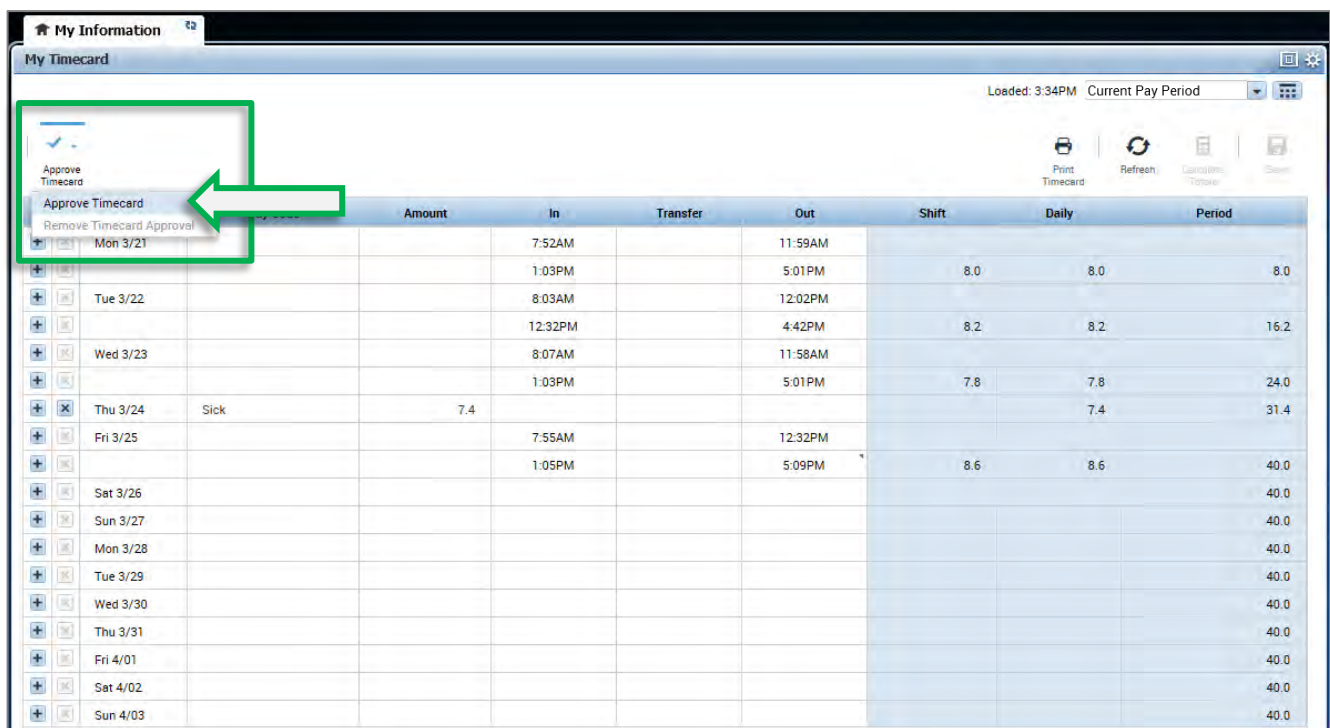 My Information
My Timecard
Loaded: 3:34PM Current Pay Period
Approve Timecard
Print Timecard Refresh Calculate Totals Save
Approve Timecard
Remove Timecard Approval
Amount In Transfer Out Shift Daily Period
Mon 3/21 7:52AM 11:59AM
1:03PM 5:01PM 8.0 8.0 8.0
Tue 3/22 8:03AM 12:02PM
12:32PM 4:42PM 8.2 8.2 16.2
Wed 3/23 8:07AM 11:58AM
1:03PM 5:01PM 7.8 7.8 24.0
Thu 3/24 Sick 7.4 7.4 31.4
Fri 3/25 7:55AM 12:32PM
1:05PM 5:09PM 8.6 8.6 40.0
Sat 3/26 40.0
Sun 3/27 40.0
Mon 3/28 40.0
Tue 3/29 40.0
Wed 3/30 40.0
Thu 3/31 40.0
Fri 4/01 40.0
Sat 4/02 40.0
Sun 4/03 40.0